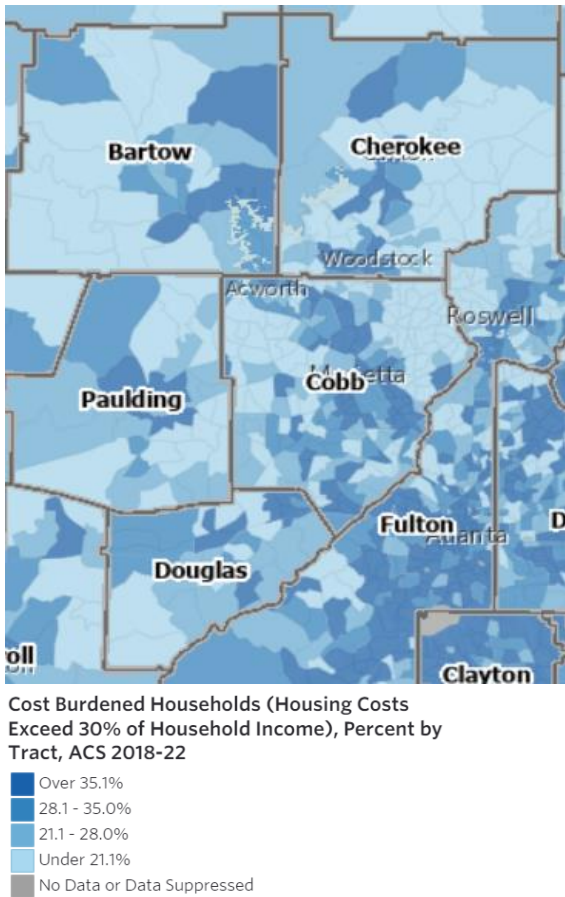 Bartow
Cherokee
Woodstock
Acworth
Roswell
Cobb
Paulding
Fulton
Atlanta
D
Douglas
oll
Clayton
Cost Burdened Households (Housing Costs
Exceed 30% of Household Income), Percent by
Tract, ACS 2018-22
Over 35.1%
28.1 - 35.0%
21.1 - 28.0%
Under 21.1%
No Data or Data Suppressed